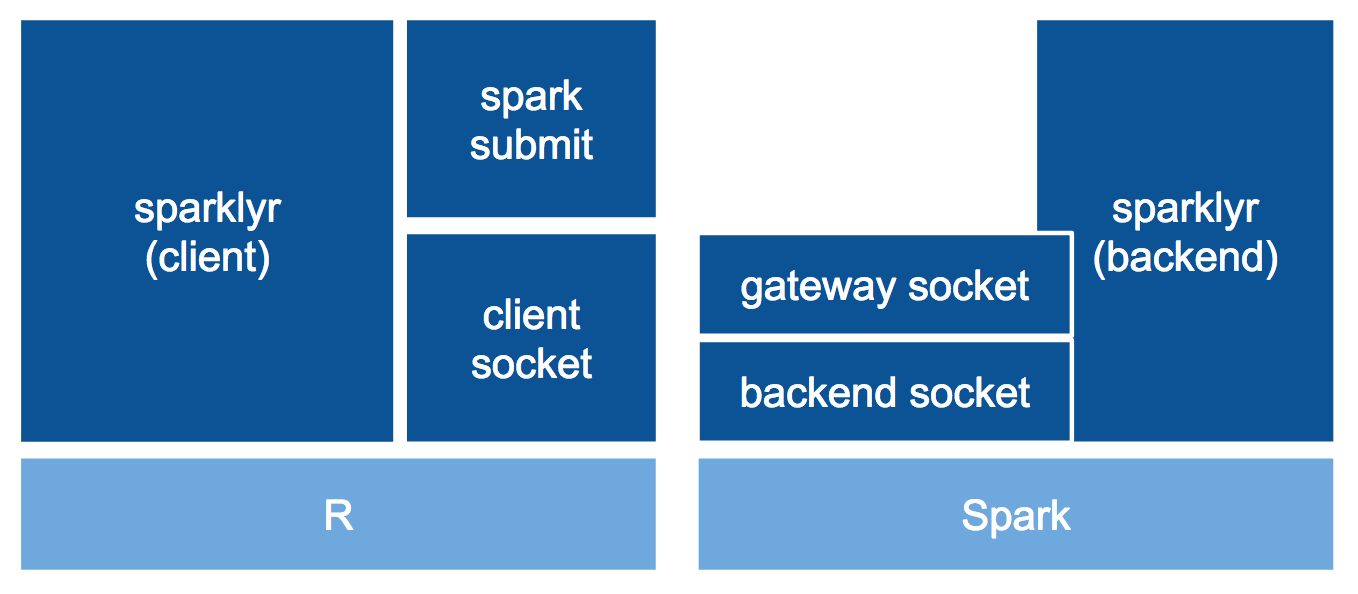 sparklyr
(client)
spark
submit
client
socket
R
gateway socket
backend socket
sparklyr
(backend)
Spark